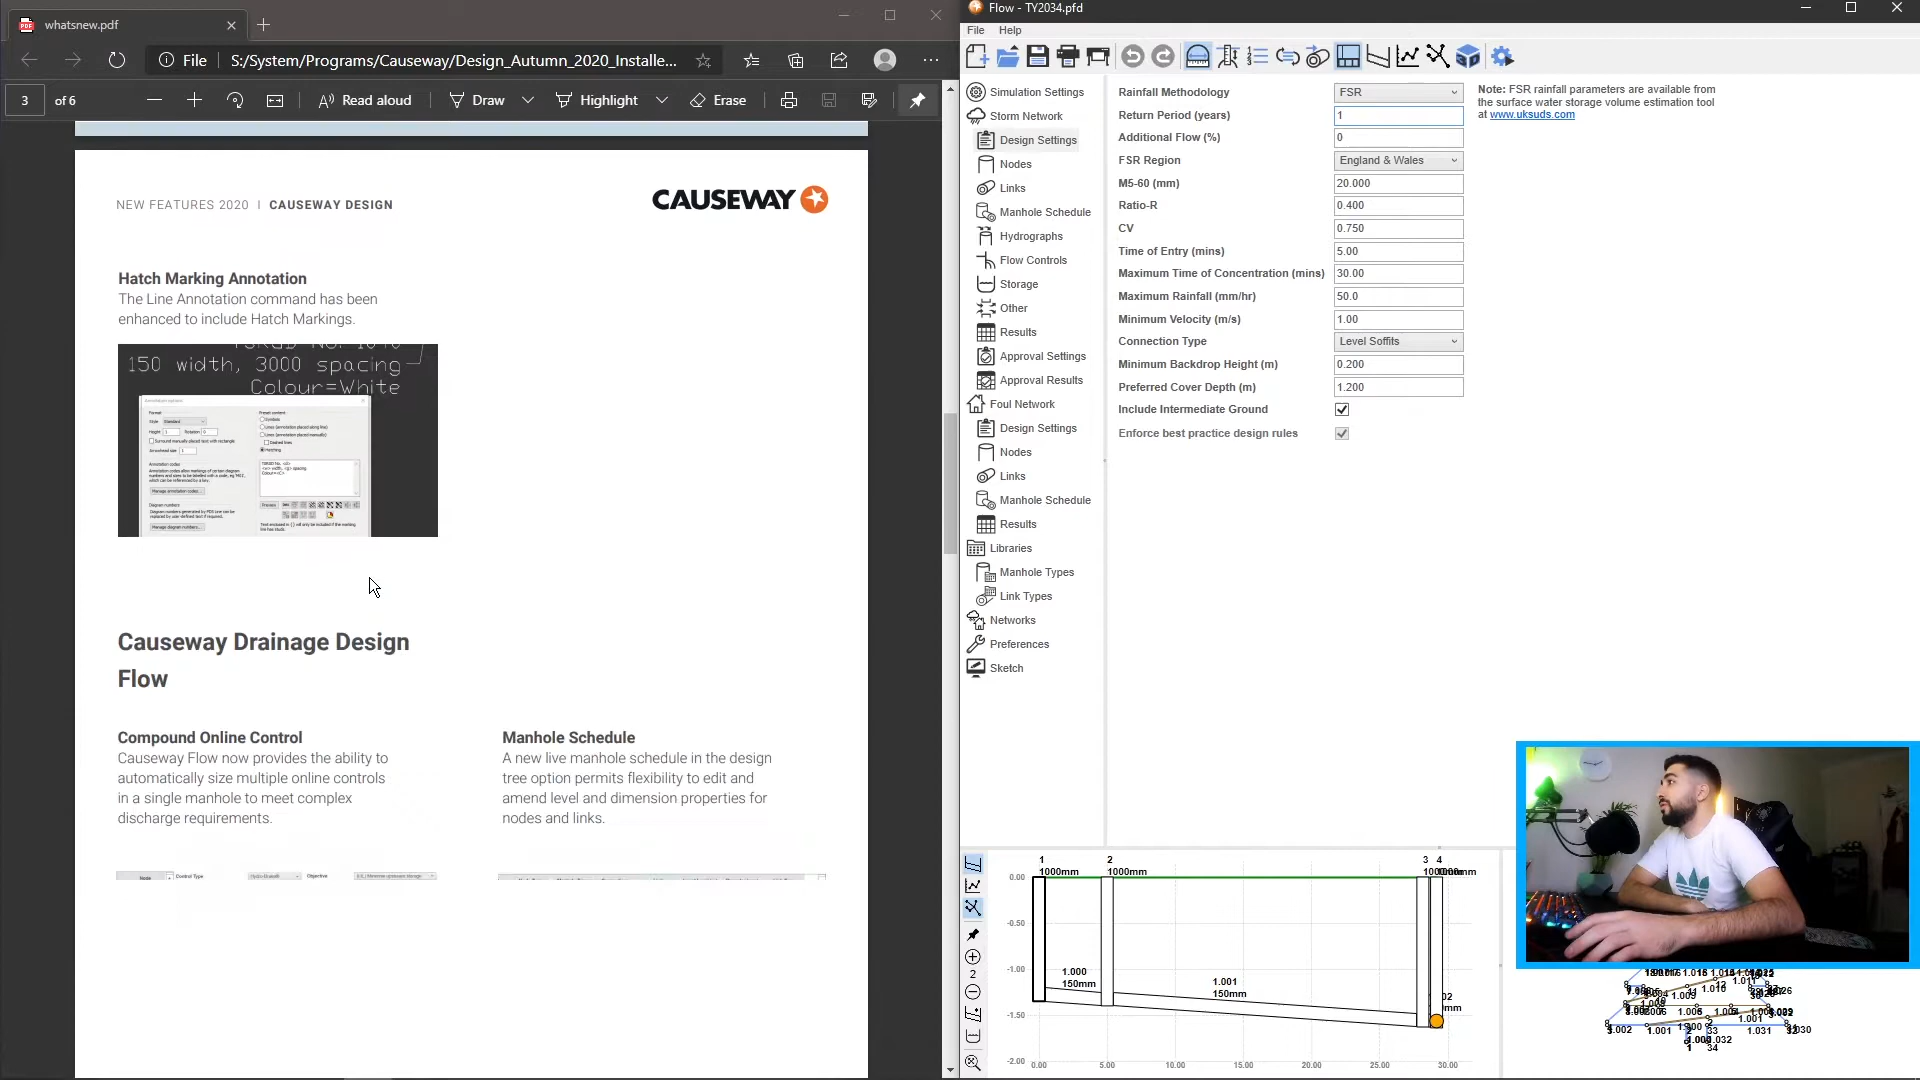 whatsnew.pdf
File
S:/System/Programs/Causeway/Design_Autumn_2020_Installe...
3 of 6
Read aloud
Draw
Highlight
Erase
NEW FEATURES 2020 I CAUSEWAY DESIGN
CAUSEWAY
Hatch Marking Annotation
The Line Annotation command has been
enhanced to include Hatch Markings.
150 width, 3000 spacing
Colour=White
Causeway Drainage Design
Flow
Compound Online Control
Causeway Flow now provides the ability to
automatically size multiple online controls
in a single manhole to meet complex
discharge requirements.
Manhole Schedule
A new live manhole schedule in the design
tree option permits flexibility to edit and
amend level and dimension properties for
nodes and links.
Node
Control Type
Objective
Flow - TY2034.pfd
File Help
Simulation Settings
Storm Network
Design Settings
Nodes
Links
Manhole Schedule
Hydrographs
Flow Controls
Storage
Other
Results
Approval Settings
Approval Results
Foul Network
Design Settings
Nodes
Links
Manhole Schedule
Results
Libraries
Manhole Types
Link Types
Networks
Preferences
Sketch
Rainfall Methodology FSR
Return Period (years) 1
Additional Flow (%) 0
FSR Region England & Wales
M5-60 (mm) 20.000
Ratio-R 0.400
CV 0.750
Time of Entry (mins) 5.00
Maximum Time of Concentration (mins) 30.00
Maximum Rainfall (mm/hr) 50.0
Minimum Velocity (m/s) 1.00
Connection Type Level Soffits
Minimum Backdrop Height (m) 0.200
Preferred Cover Depth (m) 1.200
Include Intermediate Ground
Enforce best practice design rules
Note: FSR rainfall parameters are available from
the surface water storage volume estimation tool
at www.uksuds.com
2
1 2 3 4
1000mm 1000mm
0.00
-0.50
-1.00
-1.50
-2.00
1.000
150mm
1.001
150mm
0.00 5.00 10.00 15.00 20.00 25.00 30.00